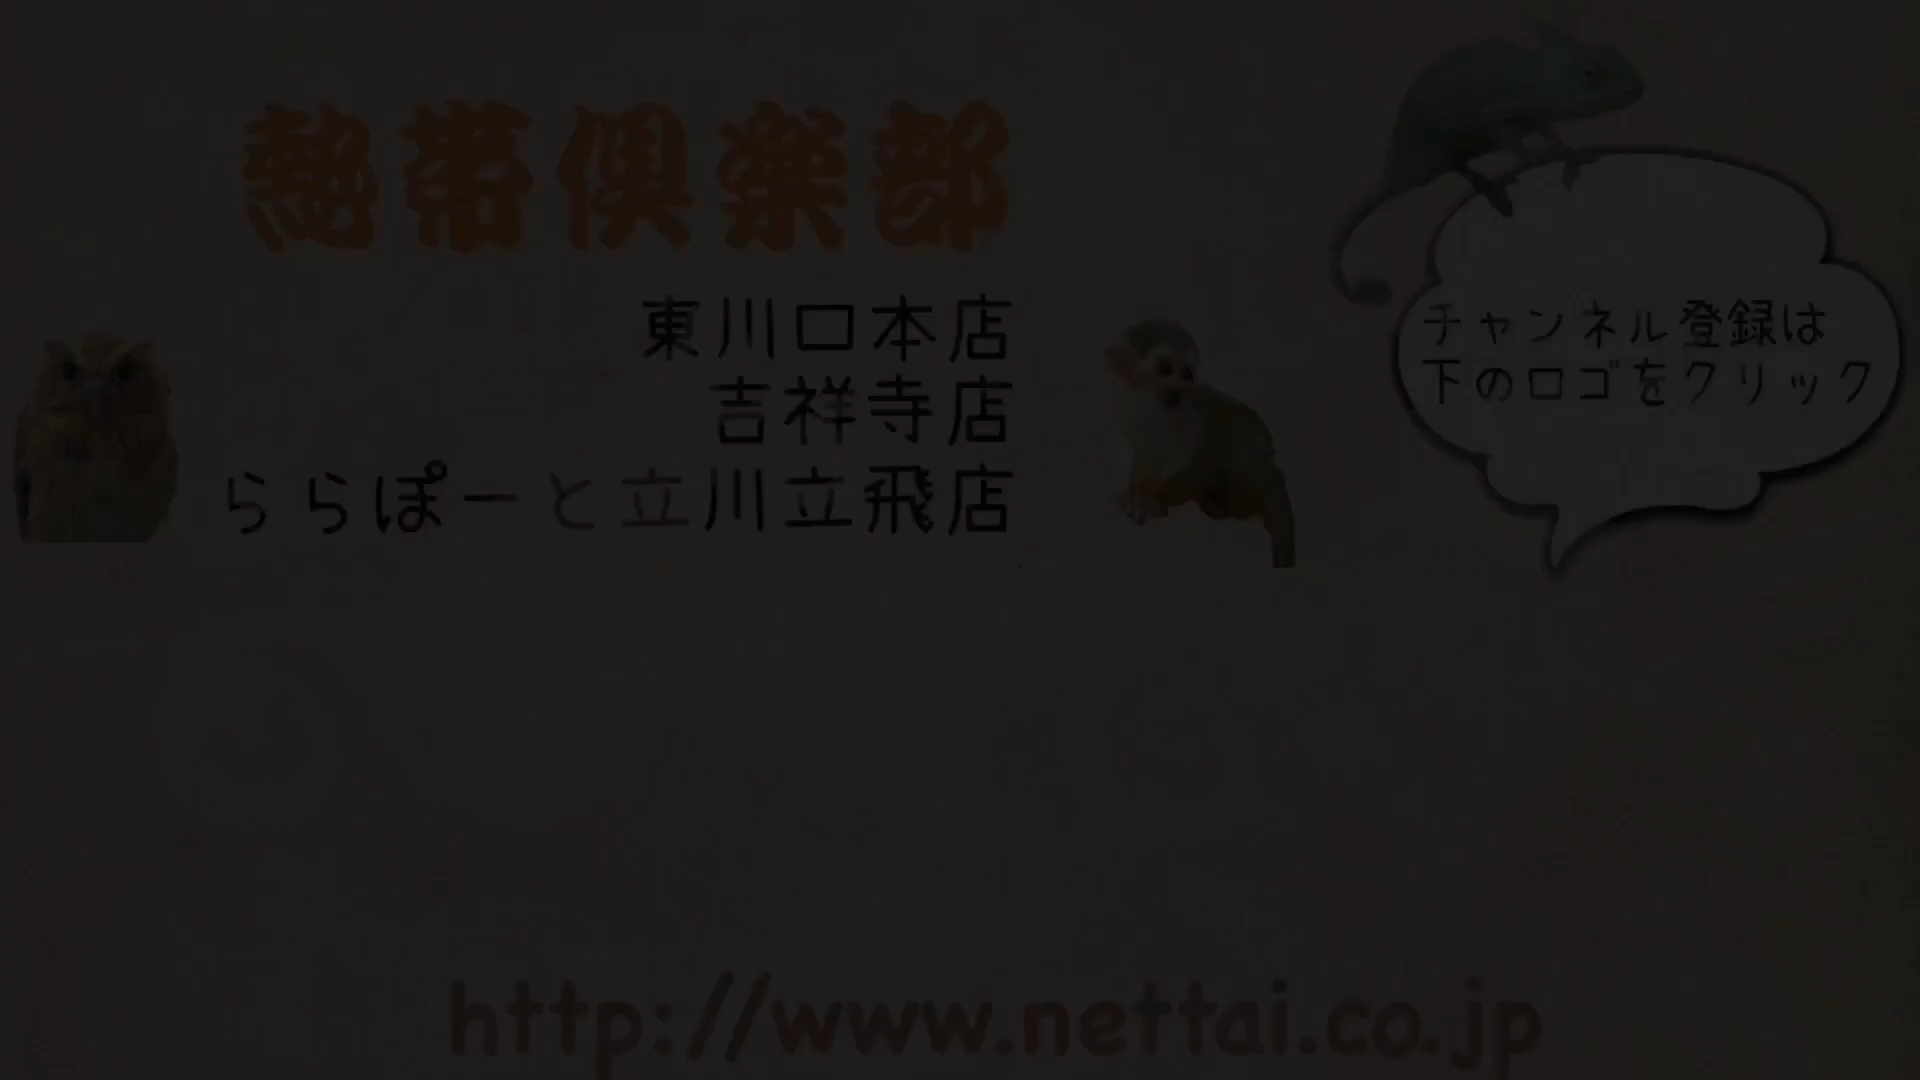 熱帯倶楽部
東川口本店
吉祥寺店
ららぽーと立川立飛店
チャンネル登録は
下のロゴをクリック
http://www.nettai.co.jp